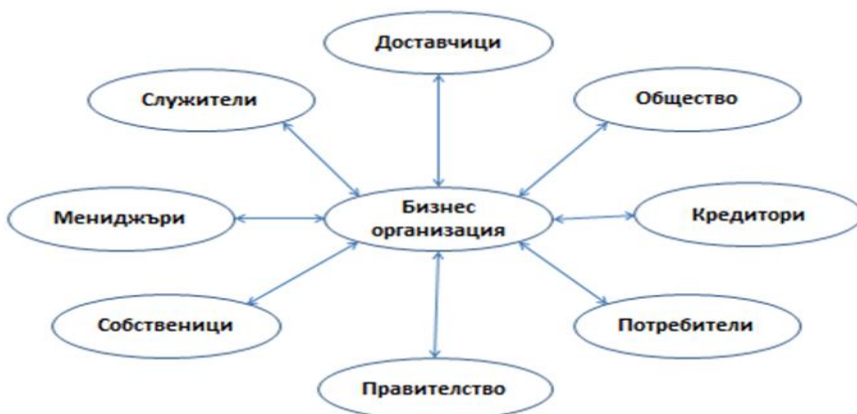 Доставчици
Служители
Общество
Мениджъри
Бизнес
организация
Кредитори
Собственици
Потребители
Правителство